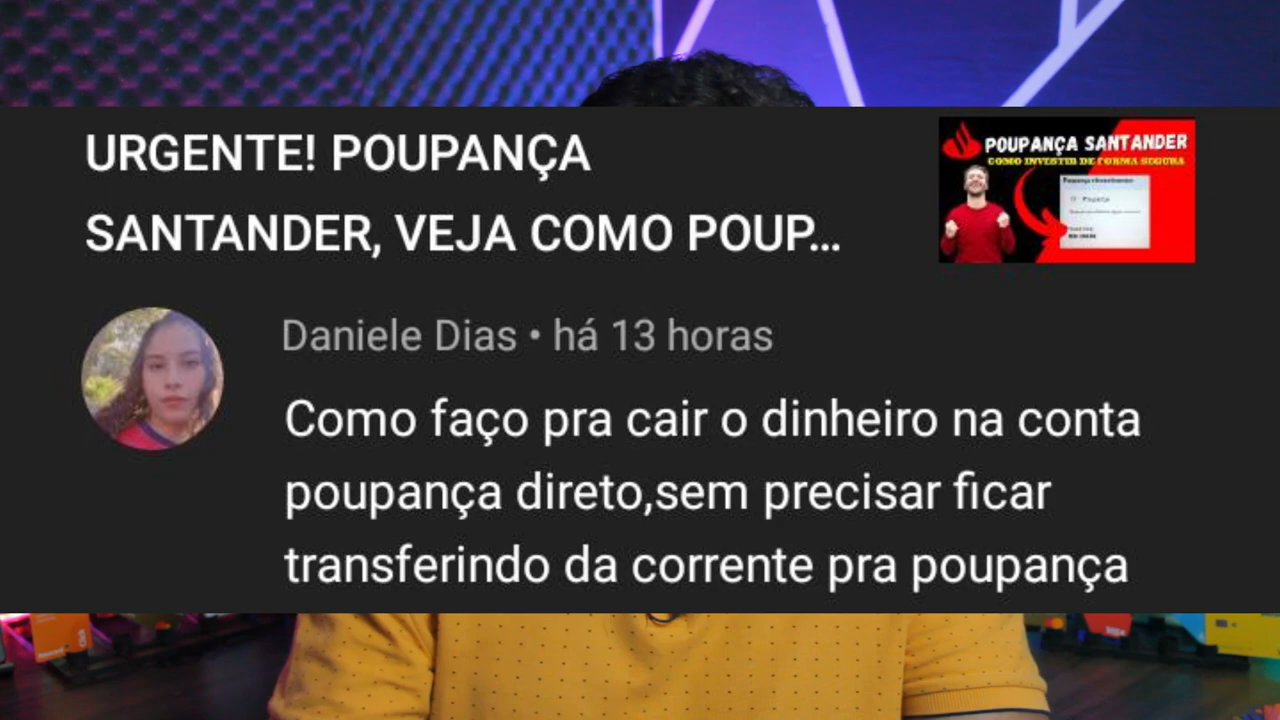 URGENTE! POUPANÇA
SANTANDER, VEJA COMO POUP...
POUPANÇA SANTANDER
COMO INVESTIR DE FORMA SEGURA
Poupança
Daniele Dias • há 13 horas
Como faço pra cair o dinheiro na conta
poupança direto,sem precisar ficar
transferindo da corrente pra poupança